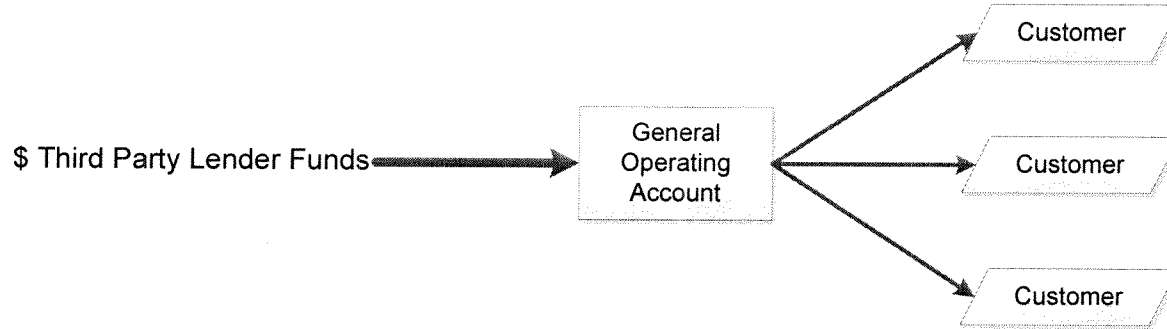 $ Third Party Lender Funds
General
Operating
Account
Customer
Customer
Customer